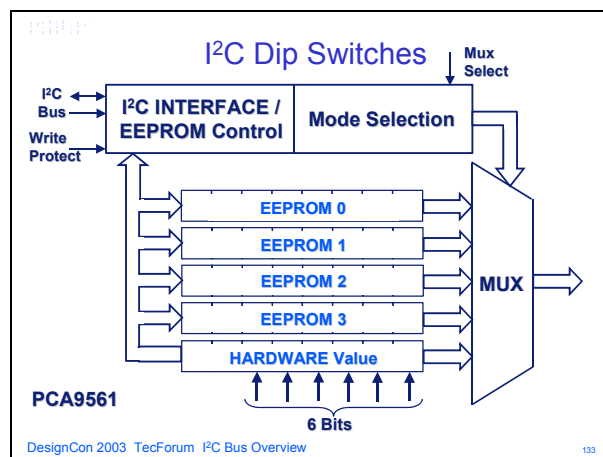 I²C Dip Switches
Mux
Select
I²C
Bus
Write
Protect
I²C INTERFACE /
EEPROM Control
Mode Selection
EEPROM 0
EEPROM 1
EEPROM 2
EEPROM 3
HARDWARE Value
MUX
PCA9561
6 Bits
DesignCon 2003 TecForum I²C Bus Overview
133